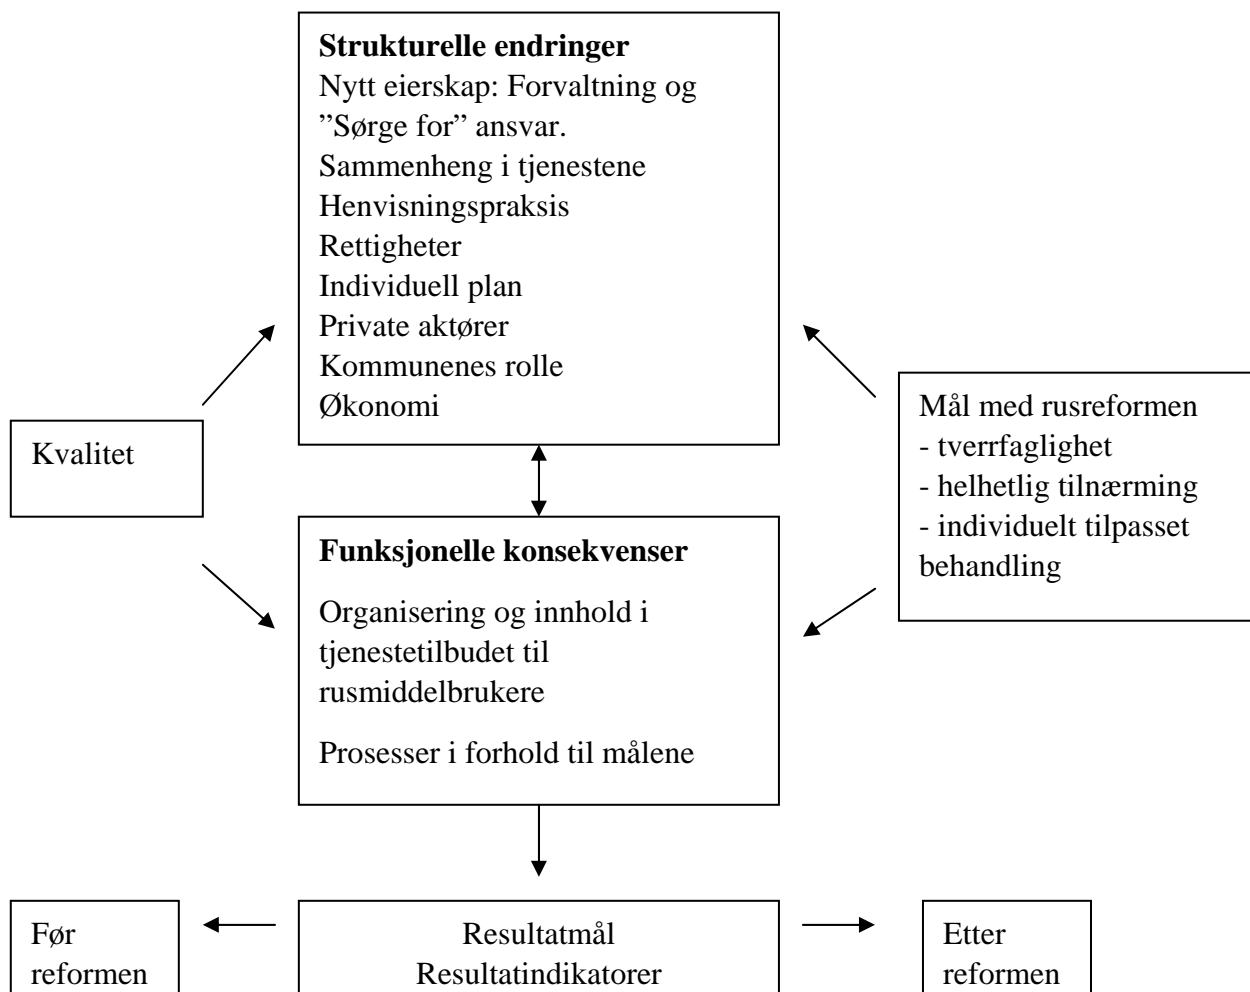 Strukturelle endringer
Nytt eierskap: Forvaltning og
”Sørge for” ansvar.
Sammenheng i tjenestene
Henvisningspraksis
Rettigheter
Individuell plan
Private aktører
Kommunenes rolle
Økonomi
Kvalitet
Mål med rusreformen
- tverrfaglighet
- helhetlig tilnærming
- individuelt tilpasset
behandling
Funksjonelle konsekvenser
Organisering og innhold i
tjenestetilbudet til
rusmiddelbrukere
Prosesser i forhold til målene
Før
reformen
Resultatmål
Resultatindikatorer
Etter
reformen